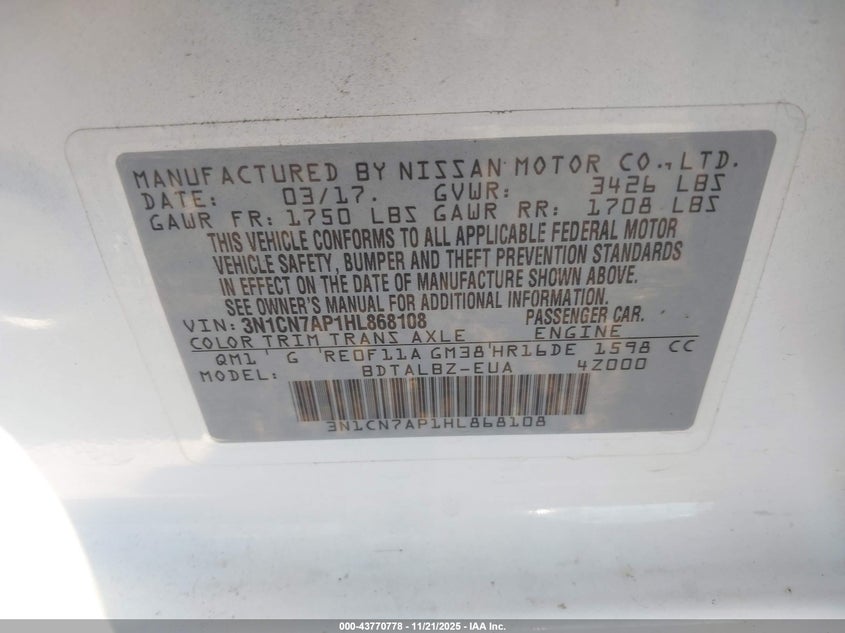 MANUFACTURED BY NISSAN MOTOR CO., LTD.
DATE: 03/17. GVWR: 3426 LBS
GAWR FR: 1750 LBS GAWR RR: 1708 LBS
THIS VEHICLE CONFORMS TO ALL APPLICABLE FEDERAL MOTOR
VEHICLE SAFETY, BUMPER AND THEFT PREVENTION STANDARDS
IN EFFECT ON THE DATE OF MANUFACTURE SHOWN ABOVE.
SEE OWNER'S MANUAL FOR ADDITIONAL INFORMATION.
VIN: 3N1CN7AP1HL868108 PASSENGER CAR.
COLOR TRIM TRANS AXLE ENGINE
QM1 G RE0F11A GM38 HR16DE 1598 CC
MODEL: BDTALBZ-EUA 4Z000
3N1CN7AP1HL868108
000-43770778 - 11/21/2025 - IAA Inc.